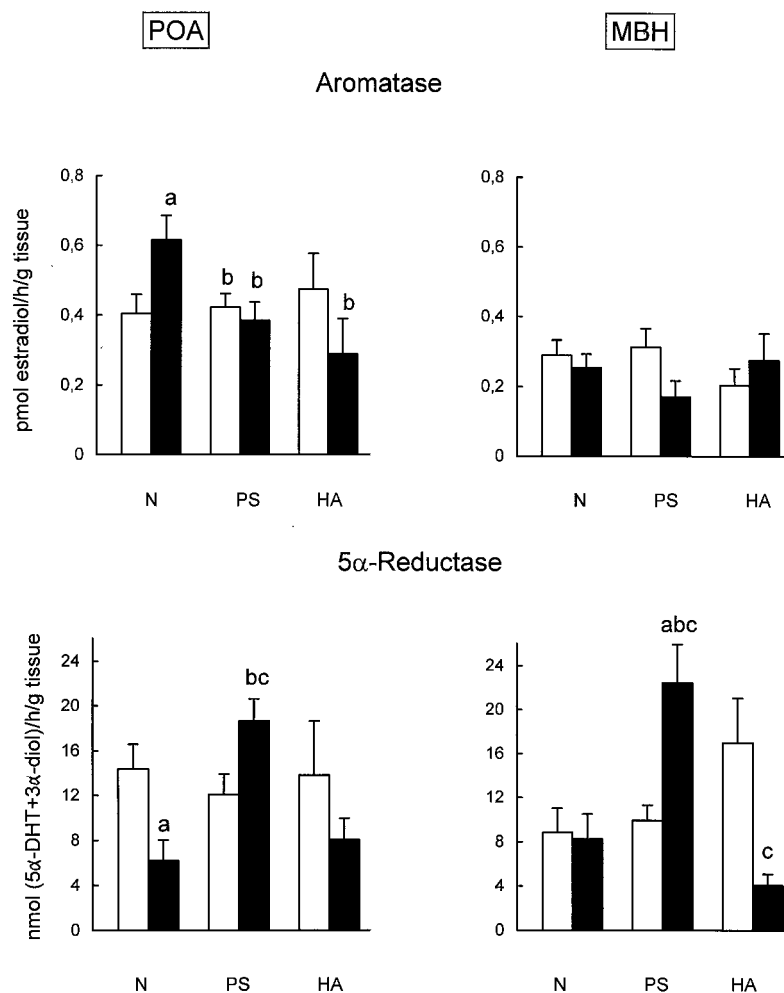 POA
MBH
Aromatase
pmol estradiol/h/g tissue
0,8
0,6
0,4
0,2
0
a
b b
b
N PS HA
0,8
0,6
0,4
0,2
0
N PS HA
5α-Reductase
nmol (5α-DHT+3α-diol)/h/g tissue
24
20
16
12
8
4
0
a
bc
N PS HA
24
20
16
12
8
4
0
abc
c
N PS HA